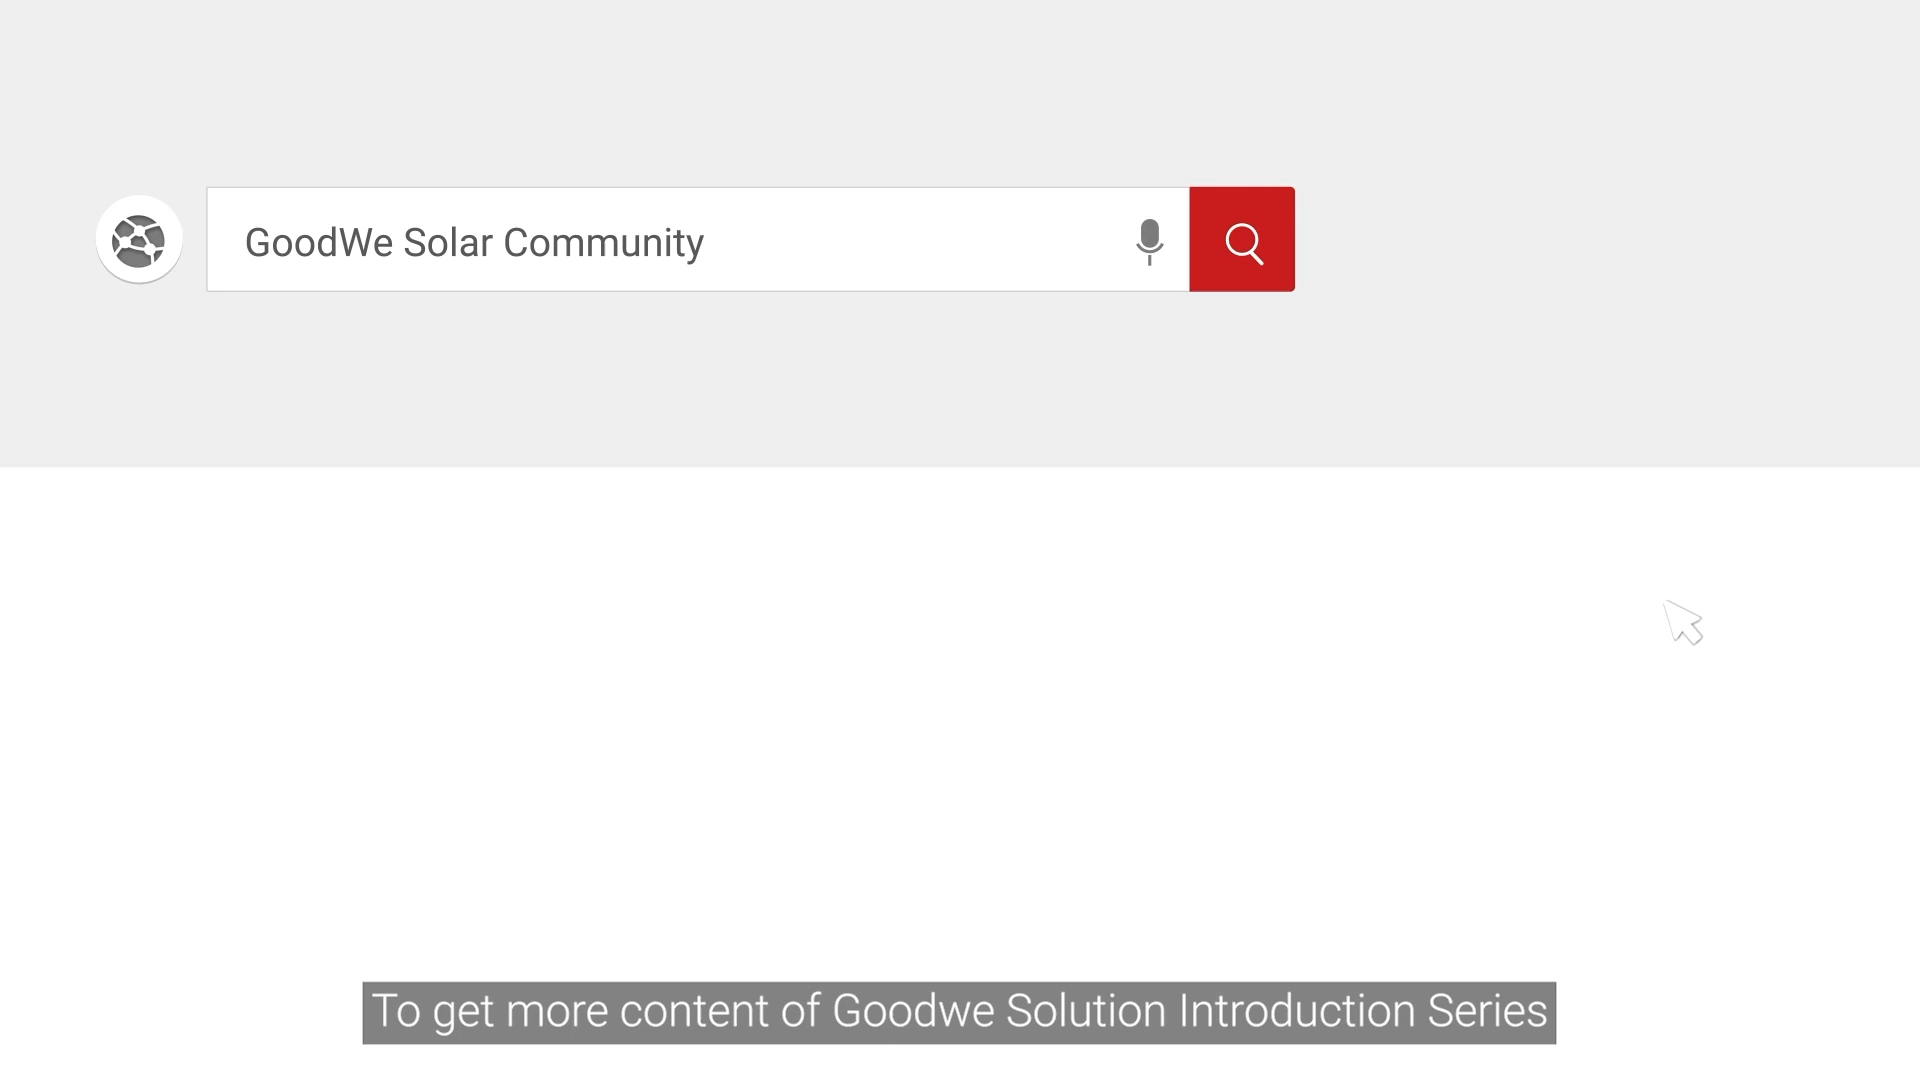 GoodWe Solar Community
To get more content of Goodwe Solution Introduction Series